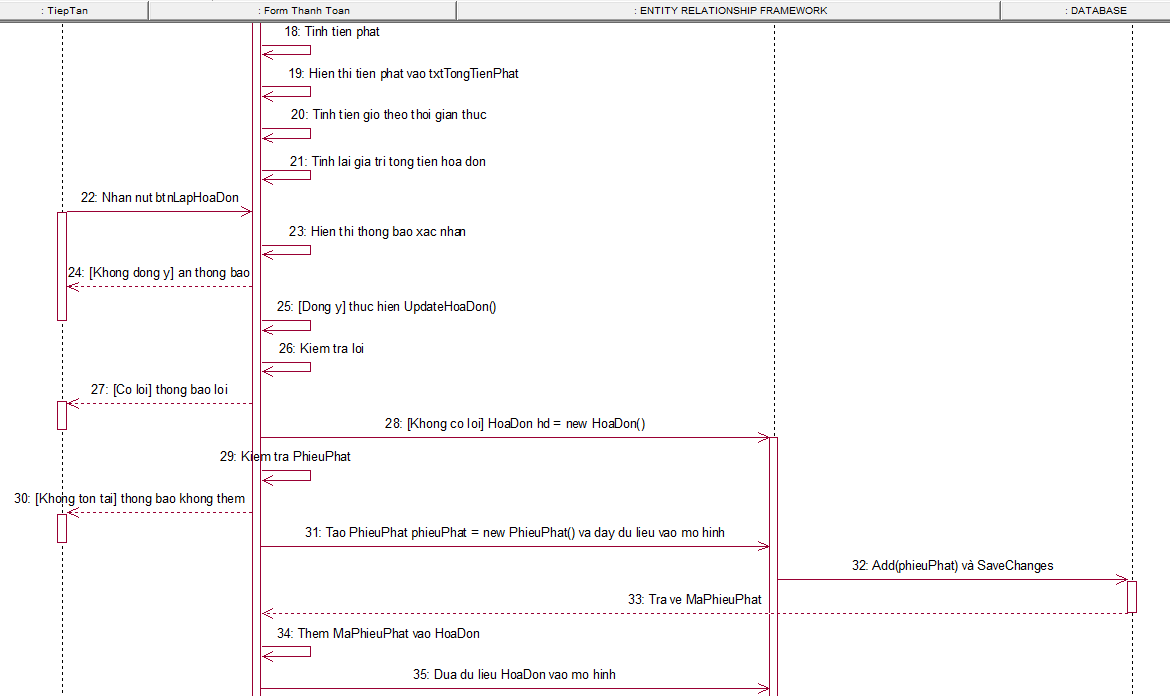 : TiepTan
: Form Thanh Toan
: ENTITY RELATIONSHIP FRAMEWORK
: DATABASE
18: Tinh tien phat
19: Hien thi tien phat vao txtTongTienPhat
20: Tinh tien gio theo thoi gian thuc
21: Tinh lai gia tri tong tien hoa don
22: Nhan nut btnLapHoaDon
23: Hien thi thong bao xac nhan
24: [Khong dong y] an thong bao
25: [Dong y] thuc hien UpdateHoaDon()
26: Kiem tra loi
27: [Co loi] thong bao loi
28: [Khong co loi] HoaDon hd = new HoaDon()
29: Kiem tra PhieuPhat
30: [Khong ton tai] thong bao khong them
31: Tao PhieuPhat phieuPhat = new PhieuPhat() va day du lieu vao mo hinh
32: Add(phieuPhat) và SaveChanges
33: Tra ve MaPhieuPhat
34: Them MaPhieuPhat vao HoaDon
35: Dua du lieu HoaDon vao mo hinh